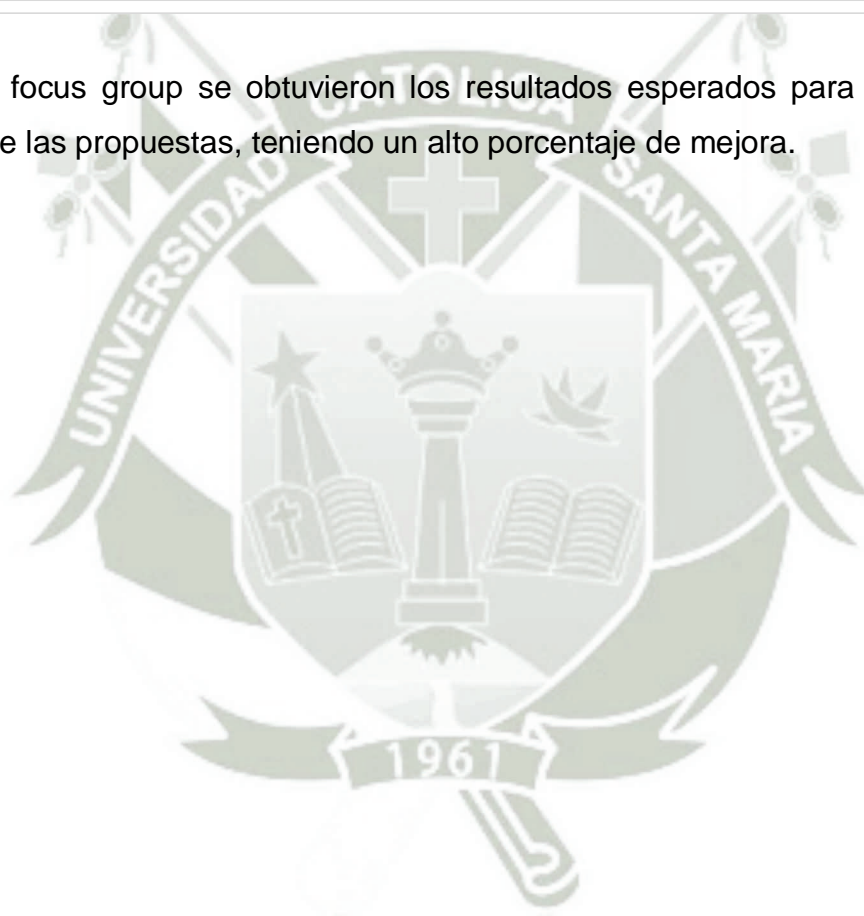 focus group se obtuvieron los resultados esperados para
e las propuestas, teniendo un alto porcentaje de mejora.
UNIVERSIDAD CATOLICA SANTA MARIA
1961